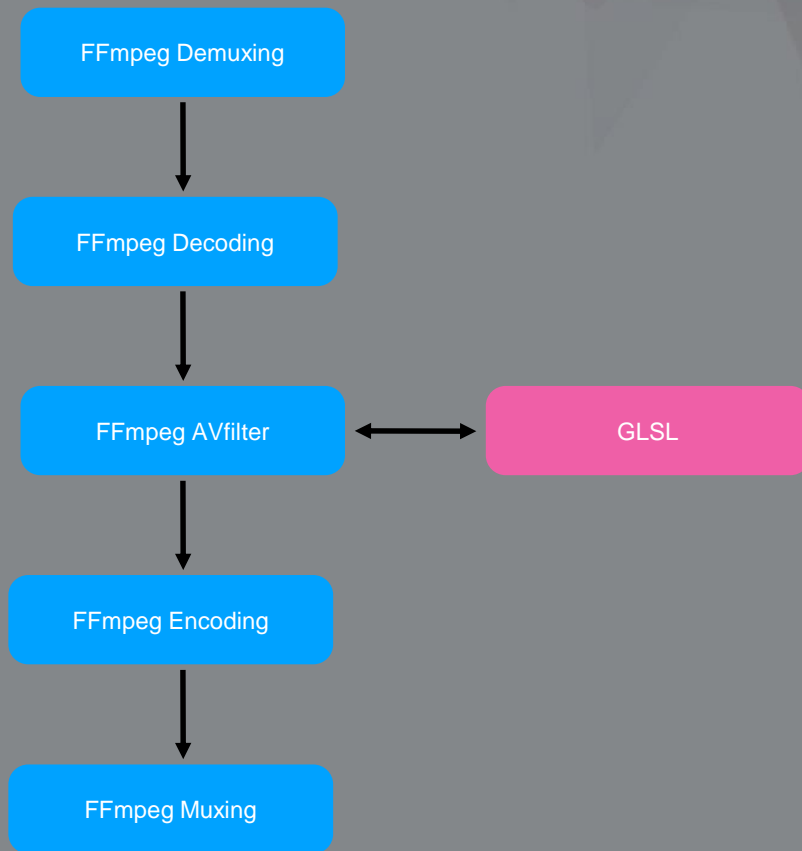 FFmpeg Demuxing
FFmpeg Decoding
FFmpeg AVfilter
GLSL
FFmpeg Encoding
FFmpeg Muxing